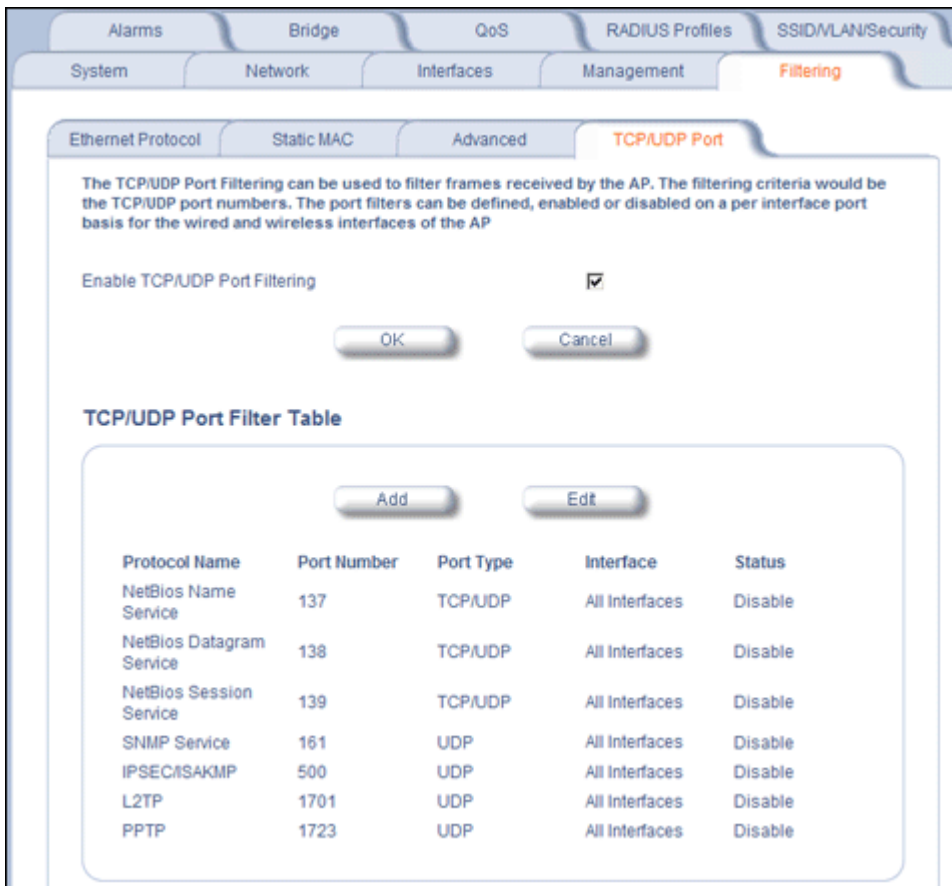 Alarms Bridge QoS RADIUS Profiles SSID/VLAN/Security
System Network Interfaces Management Filtering
Ethernet Protocol Static MAC Advanced TCP/UDP Port
The TCP/UDP Port Filtering can be used to filter frames received by the AP. The filtering criteria would be
the TCP/UDP port numbers. The port filters can be defined, enabled or disabled on a per interface port
basis for the wired and wireless interfaces of the AP
Enable TCP/UDP Port Filtering
OK Cancel
TCP/UDP Port Filter Table
Add Edit
Protocol Name Port Number Port Type Interface Status
NetBios Name
Service 137 TCP/UDP All Interfaces Disable
NetBios Datagram
Service 138 TCP/UDP All Interfaces Disable
NetBios Session
Service 139 TCP/UDP All Interfaces Disable
SNMP Service 161 UDP All Interfaces Disable
IPSEC/ISAKMP 500 UDP All Interfaces Disable
L2TP 1701 UDP All Interfaces Disable
PPTP 1723 UDP All Interfaces Disable